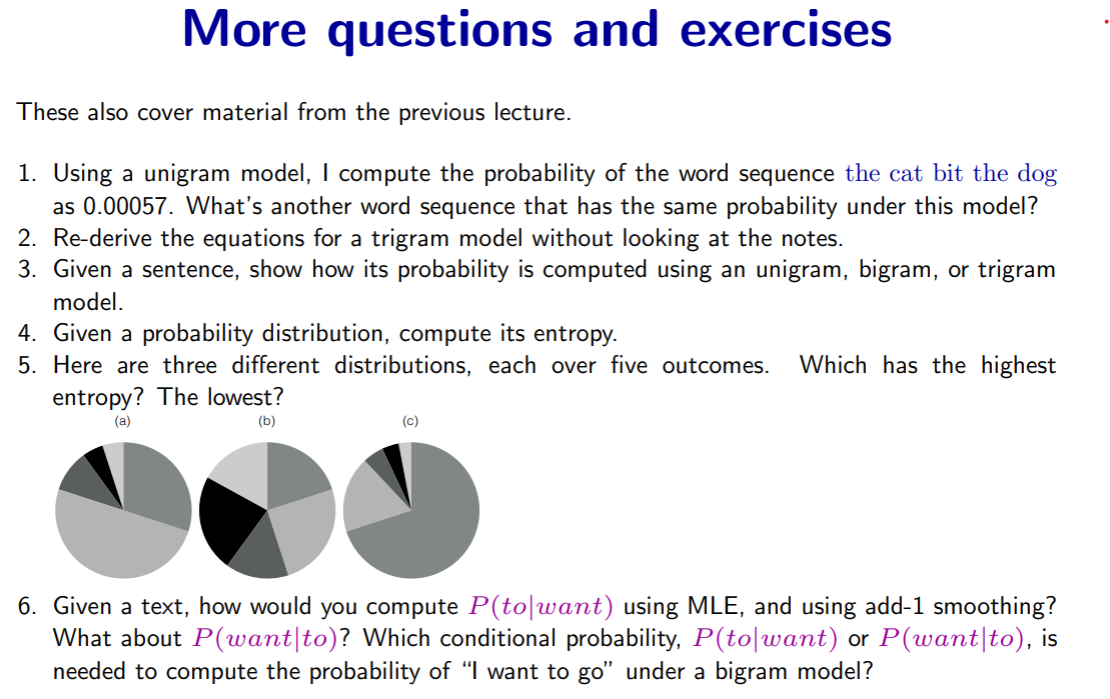 More questions and exercises
These also cover material from the previous lecture.
1. Using a unigram model, I compute the probability of the word sequence the cat bit the dog
as 0.00057. What's another word sequence that has the same probability under this model?
2. Re-derive the equations for a trigram model without looking at the notes.
3. Given a sentence, show how its probability is computed using an unigram, bigram, or trigram
model.
4. Given a probability distribution, compute its entropy.
5. Here are three different distributions, each over five outcomes. Which has the highest
entropy? The lowest?
(a) (b) (c)
6. Given a text, how would you compute P(to|want) using MLE, and using add-1 smoothing?
What about P(want|to)? Which conditional probability, P(to|want) or P(want|to), is
needed to compute the probability of “I want to go” under a bigram model?